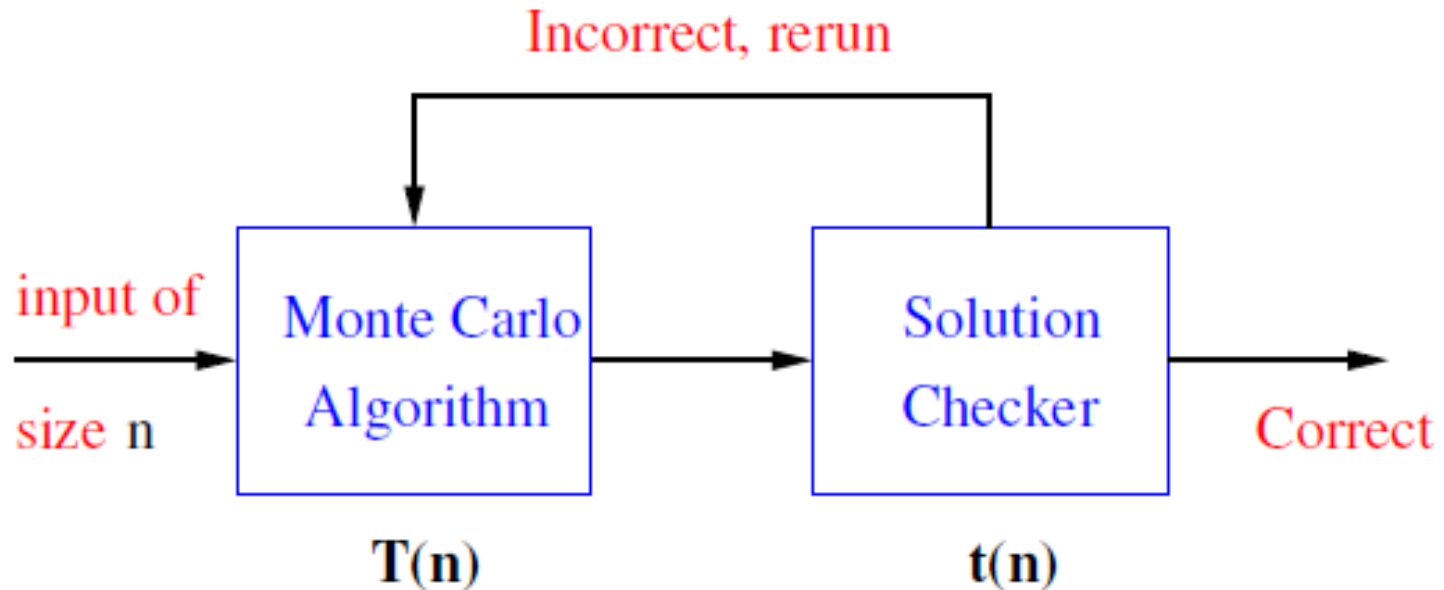 Incorrect, rerun
input of
size n
Monte Carlo
Algorithm
Solution
Checker
Correct
T(n)
t(n)